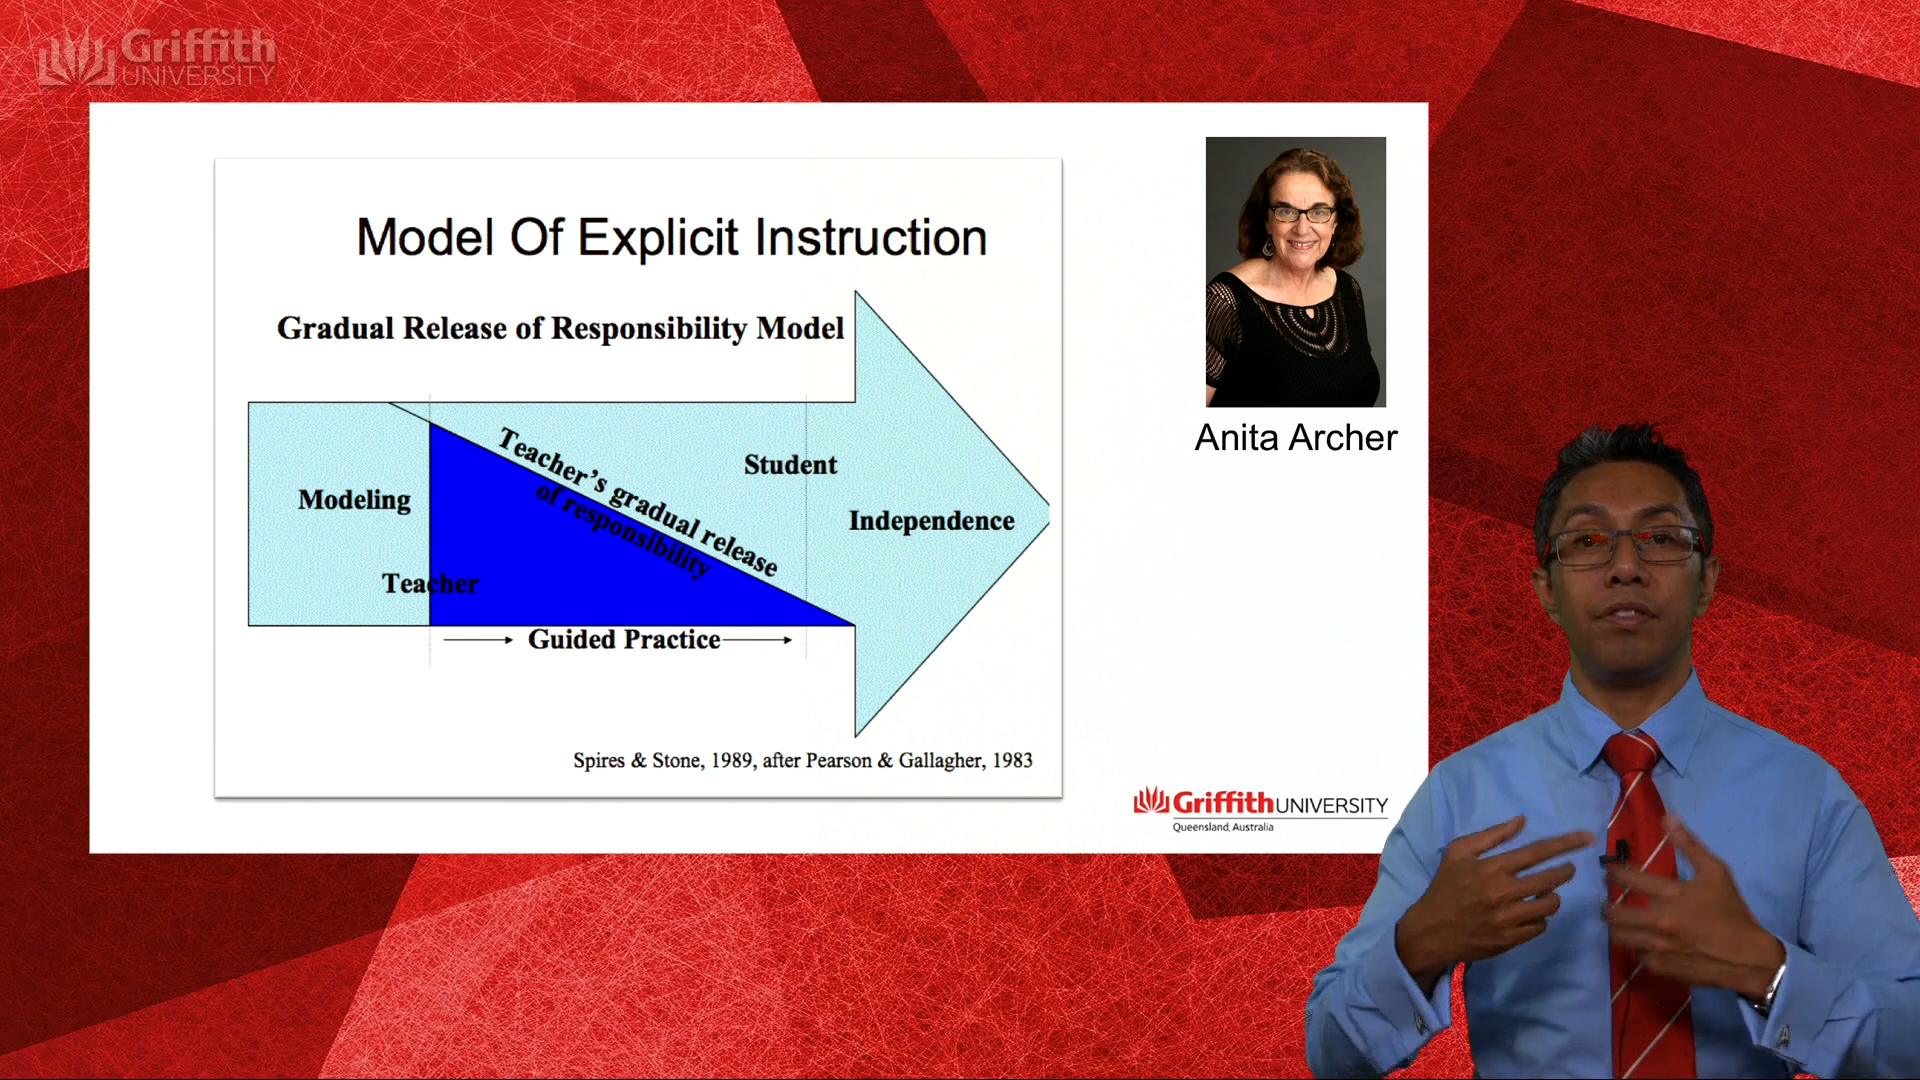 Griffith
UNIVERSITY
Model Of Explicit Instruction
Gradual Release of Responsibility Model
Teacher's gradual release
of responsibility
Student
Modeling
Independence
Teacher
Guided Practice
Spires & Stone, 1989, after Pearson & Gallagher, 1983
Anita Archer
Griffith UNIVERSITY
Queensland, Australia